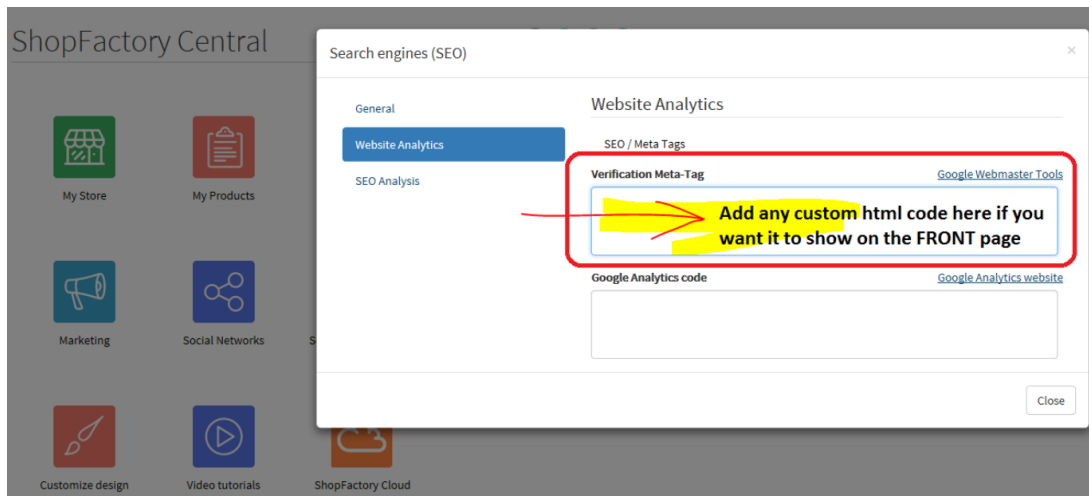 ShopFactory Central
Search engines (SEO)
×
General
Website Analytics
SEO Analysis
Website Analytics
SEO / Meta Tags
Verification Meta-Tag
Google Webmaster Tools
Add any custom html code here if you
want it to show on the FRONT page
Google Analytics code
Google Analytics website
Close
My Store
My Products
Marketing
Social Networks
S
Customize design
Video tutorials
ShopFactory Cloud